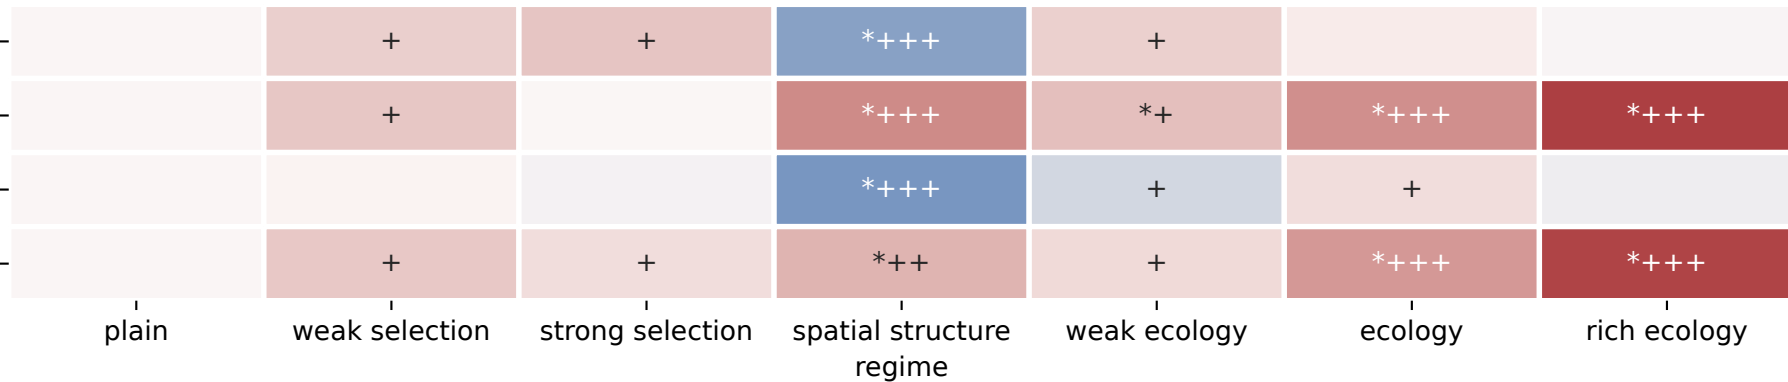 + + *+++ +
+ *+++ *+ *+++ *+++
*+++ + +
+ + *++ + *+++ *+++
plain weak selection strong selection spatial structure weak ecology ecology rich ecology
regime